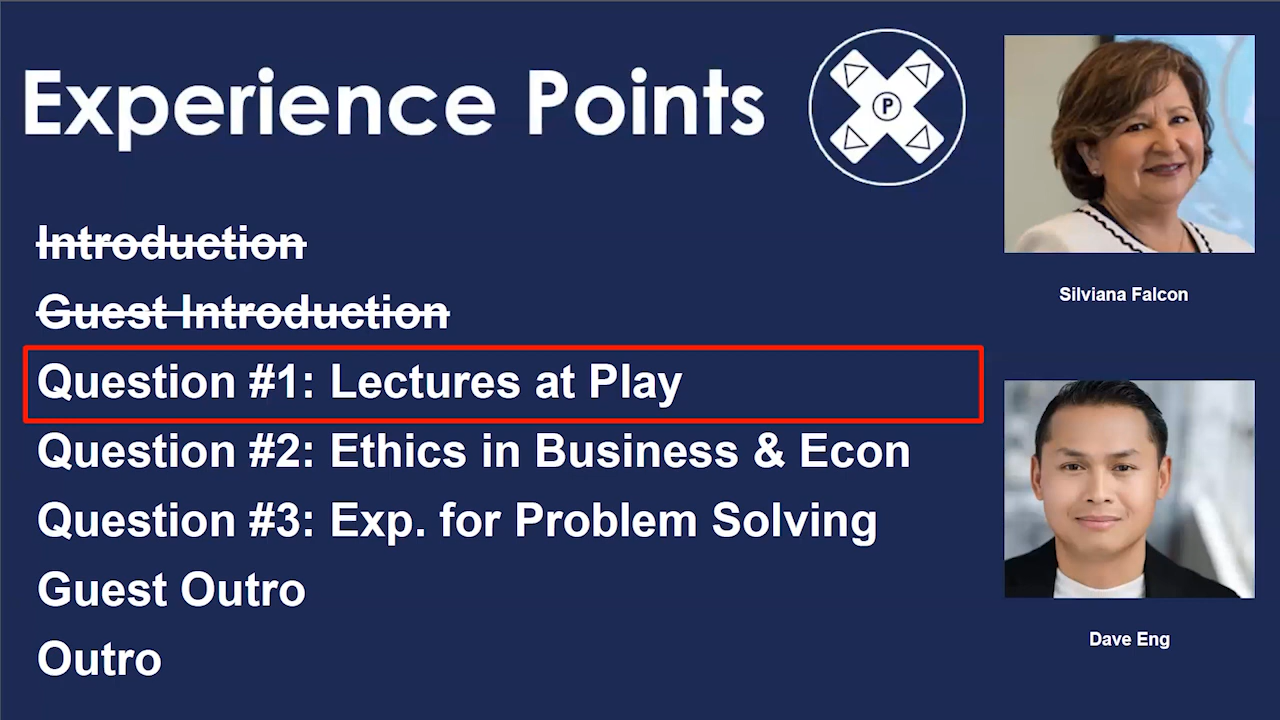 Experience Points
P
Introduction
Guest Introduction
Question #1: Lectures at Play
Question #2: Ethics in Business & Econ
Question #3: Exp. for Problem Solving
Guest Outro
Outro
Silviana Falcon
Dave Eng